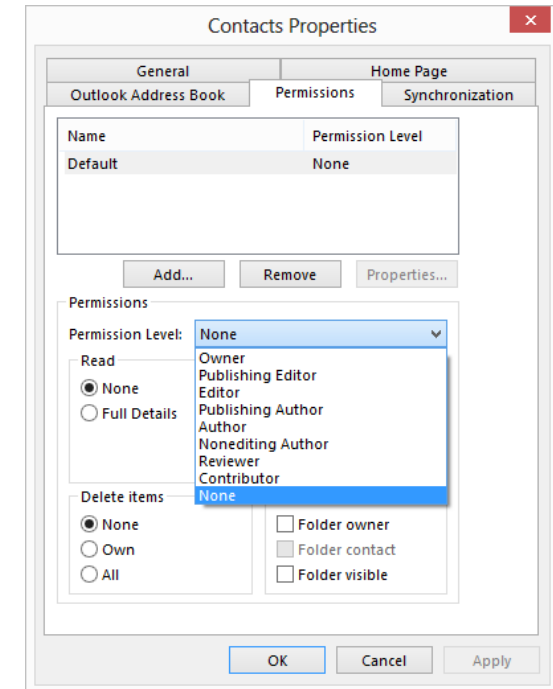 Contacts Properties
General
Home Page
Outlook Address Book
Permissions
Synchronization
Name
Permission Level
Default
None
Add...
Remove
Properties...
Permissions
Permission Level:
None
Read
None
Full Details
Owner
Publishing Editor
Editor
Publishing Author
Author
Nonediting Author
Reviewer
Contributor
None
Delete items
None
Own
All
Folder owner
Folder contact
Folder visible
OK
Cancel
Apply